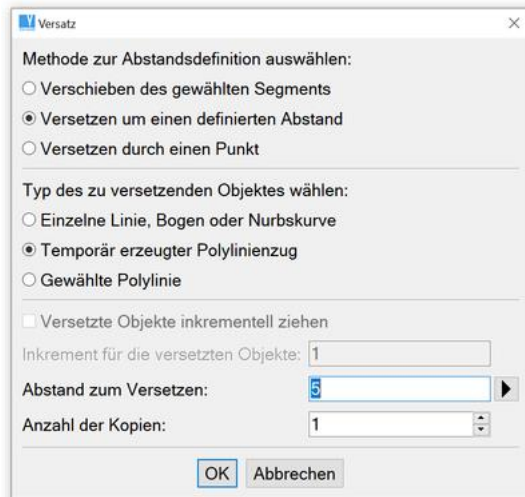 Versatz
Methode zur Abstandsdefinition auswählen:
Verschieben des gewählten Segments
Versetzen um einen definierten Abstand
Versetzen durch einen Punkt
Typ des zu versetzenden Objektes wählen:
Einzelne Linie, Bogen oder Nurbskurve
Temporär erzeugter Polylinienzug
Gewählte Polylinie
Versetzte Objekte inkrementell ziehen
Inkrement für die versetzten Objekte: 1
Abstand zum Versetzen: 5
Anzahl der Kopien: 1
OK Abbrechen